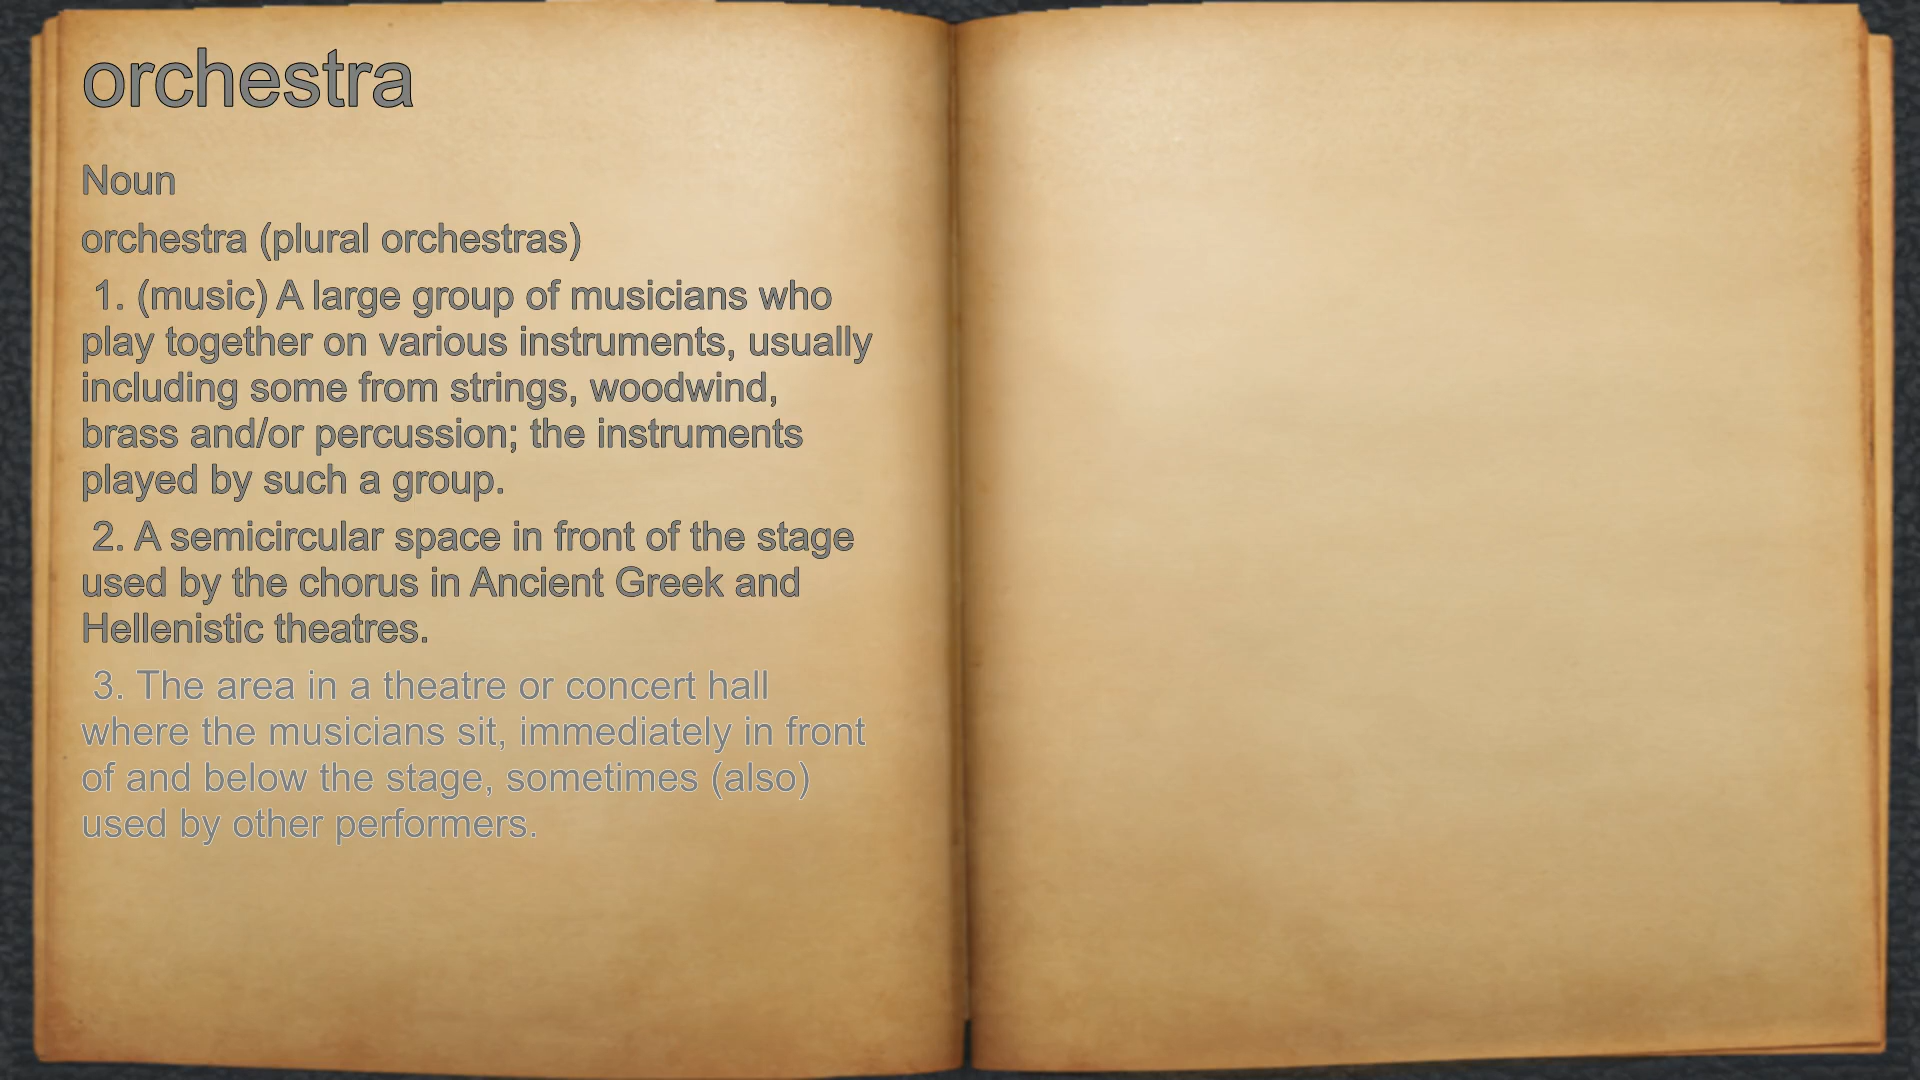 orchestra
Noun
orchestra (plural orchestras)
1. (music) A large group of musicians who
play together on various instruments, usually
including some from strings, woodwind,
brass and/or percussion; the instruments
played by such a group.
2. A semicircular space in front of the stage
used by the chorus in Ancient Greek and
Hellenistic theatres.
3. The area in a theatre or concert hall
where the musicians sit, immediately in front
of and below the stage, sometimes (also)
used by other performers.